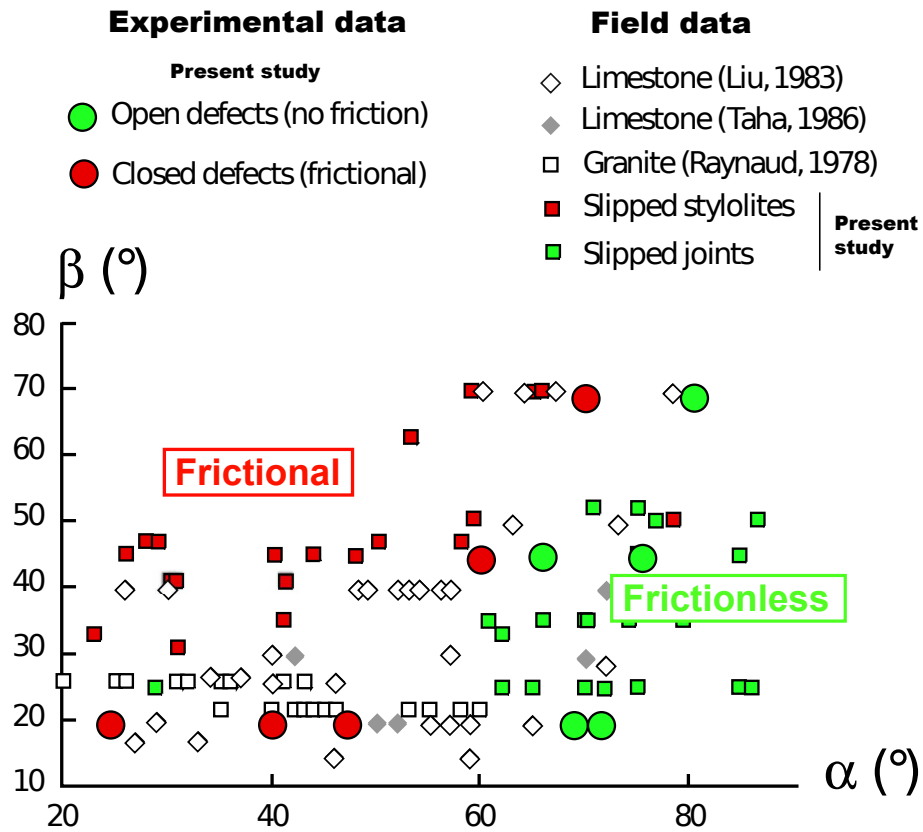 Experimental data
Present study
Open defects (no friction)
Closed defects (frictional)
Field data
Limestone (Liu, 1983)
Limestone (Taha, 1986)
Granite (Raynaud, 1978)
Slipped stylolites
Slipped joints
Present
study
β (°)
80
70
60
50
40
30
20
10
Frictional
Frictionless
α (°)
20
40
60
80